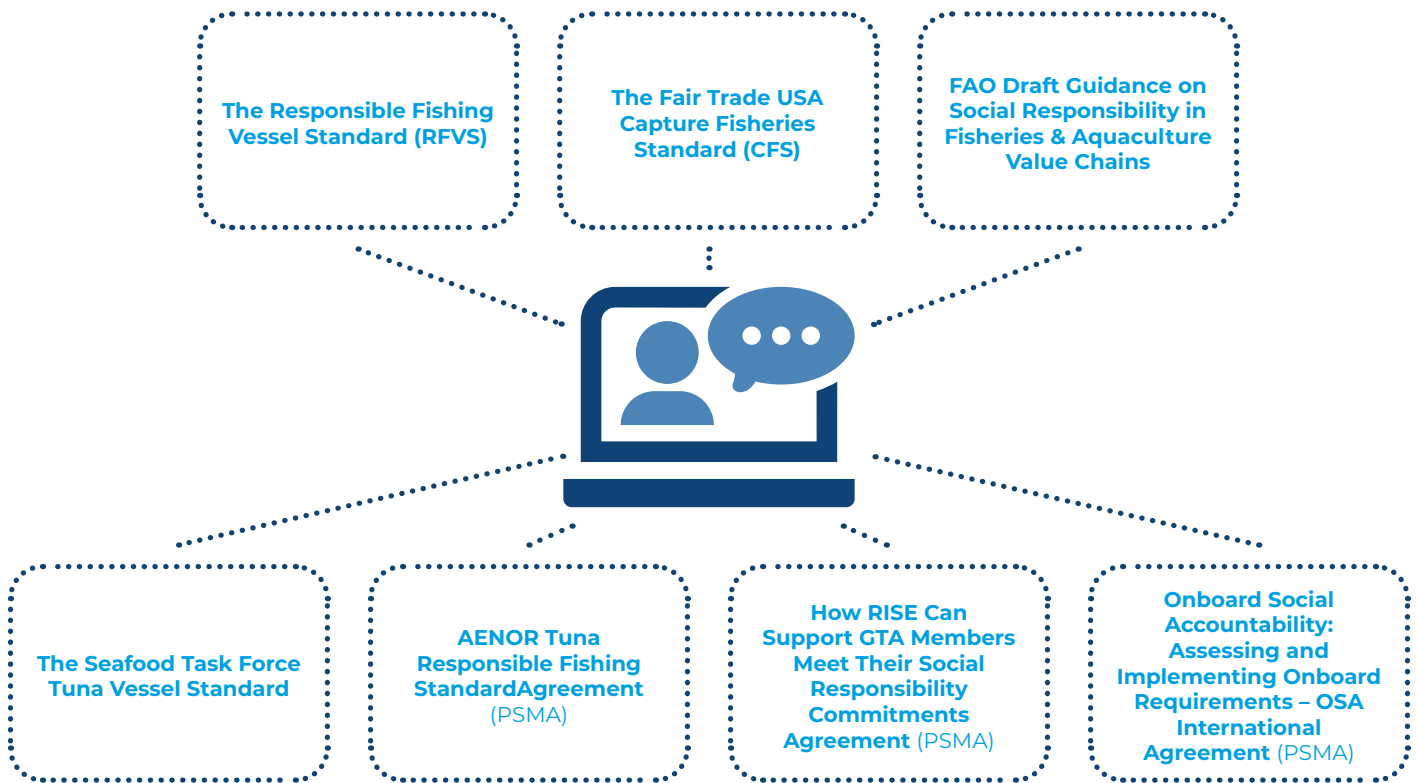 The Responsible Fishing
Vessel Standard (RFVS)
The Fair Trade USA
Capture Fisheries
Standard (CFS)
FAO Draft Guidance on
Social Responsibility in
Fisheries & Aquaculture
Value Chains
The Seafood Task Force
Tuna Vessel Standard
AENOR Tuna
Responsible Fishing
StandardAgreement
(PSMA)
How RISE Can
Support GTA Members
Meet Their Social
Responsibility
Commitments
Agreement (PSMA)
Onboard Social
Accountability:
Assessing and
Implementing Onboard
Requirements – OSA
International
Agreement (PSMA)